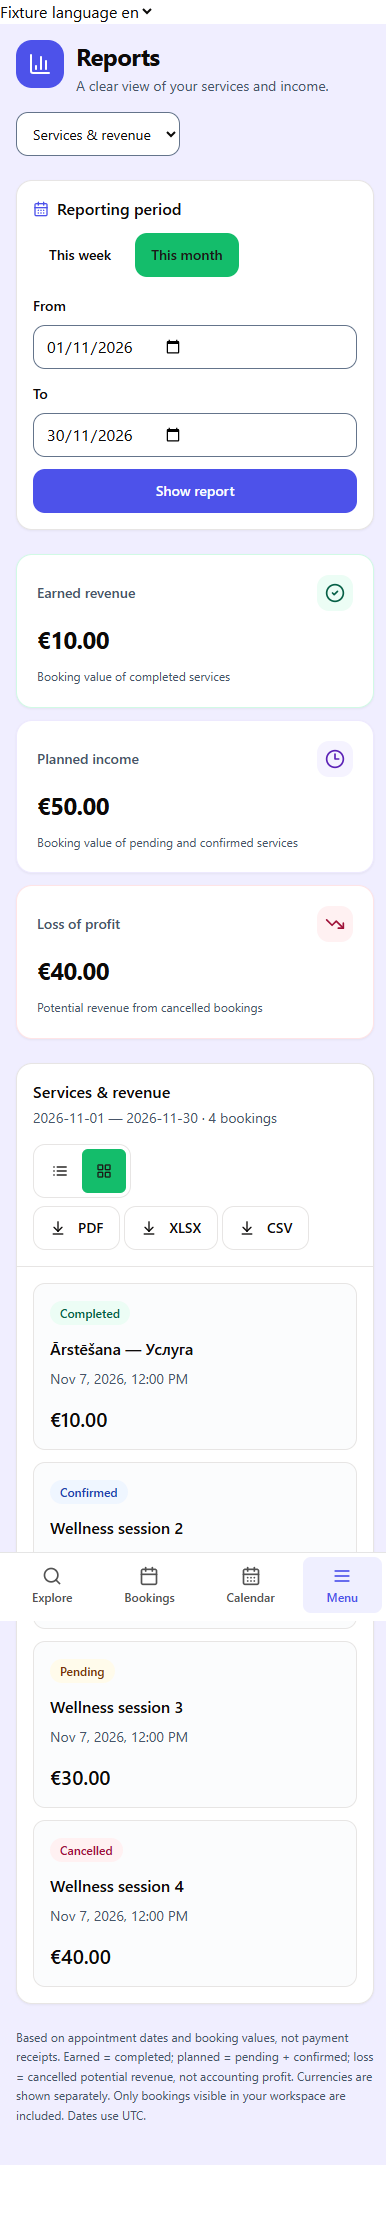 Fixture language en
Reports
A clear view of your services and income.
Services & revenue
Reporting period
This week
This month
From
01/11/2026
To
30/11/2026
Show report
Earned revenue
€10.00
Booking value of completed services
Planned income
€50.00
Booking value of pending and confirmed services
Loss of profit
€40.00
Potential revenue from cancelled bookings
Services & revenue
2026-11-01 — 2026-11-30 · 4 bookings
PDF
XLSX
CSV
Completed
Ārstēšana — Услуга
Nov 7, 2026, 12:00 PM
€10.00
Confirmed
Wellness session 2
Explore
Bookings
Calendar
Menu
Pending
Wellness session 3
Nov 7, 2026, 12:00 PM
€30.00
Cancelled
Wellness session 4
Nov 7, 2026, 12:00 PM
€40.00
Based on appointment dates and booking values, not payment
receipts. Earned = completed; planned = pending + confirmed; loss
= cancelled potential revenue, not accounting profit. Currencies are
shown separately. Only bookings visible in your workspace are
included. Dates use UTC.